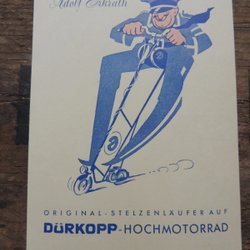 Adolf Ekrath
ORIGINAL-STELZENLÄUFER AUF
DÜRKOPP-HOCHMOTORRAD